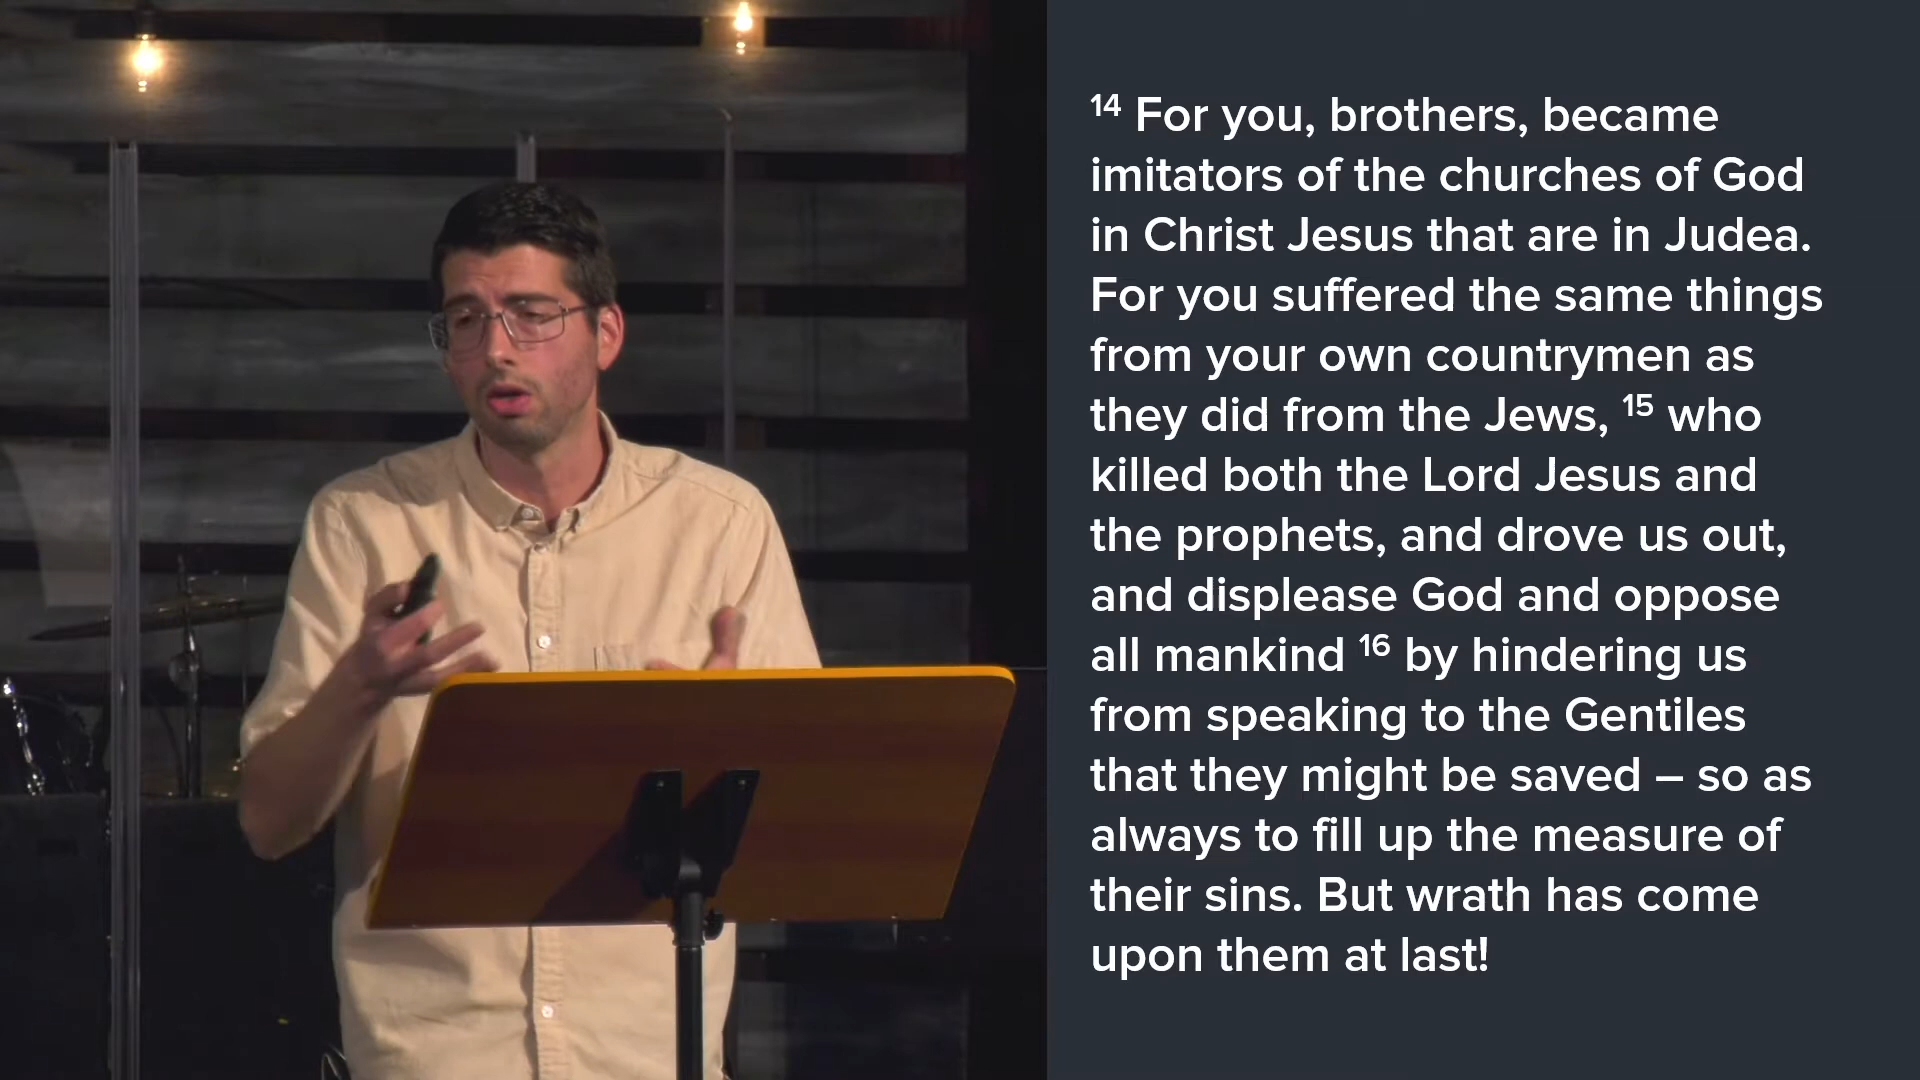 14 For you, brothers, became
imitators of the churches of God
in Christ Jesus that are in Judea.
For you suffered the same things
from your own countrymen as
they did from the Jews, 15 who
killed both the Lord Jesus and
the prophets, and drove us out,
and displease God and oppose
all mankind 16 by hindering us
from speaking to the Gentiles
that they might be saved – so as
always to fill up the measure of
their sins. But wrath has come
upon them at last!